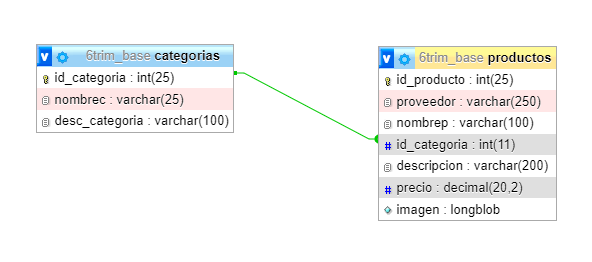 v 6trim_base categorias
id_categoria : int(25)
nombrec : varchar(25)
desc_categoria : varchar(100)
v 6trim_base productos
id_producto : int(25)
proveedor : varchar(250)
nombrep : varchar(100)
# id_categoria : int(11)
descripcion : varchar(200)
# precio : decimal(20,2)
imagen : longblob